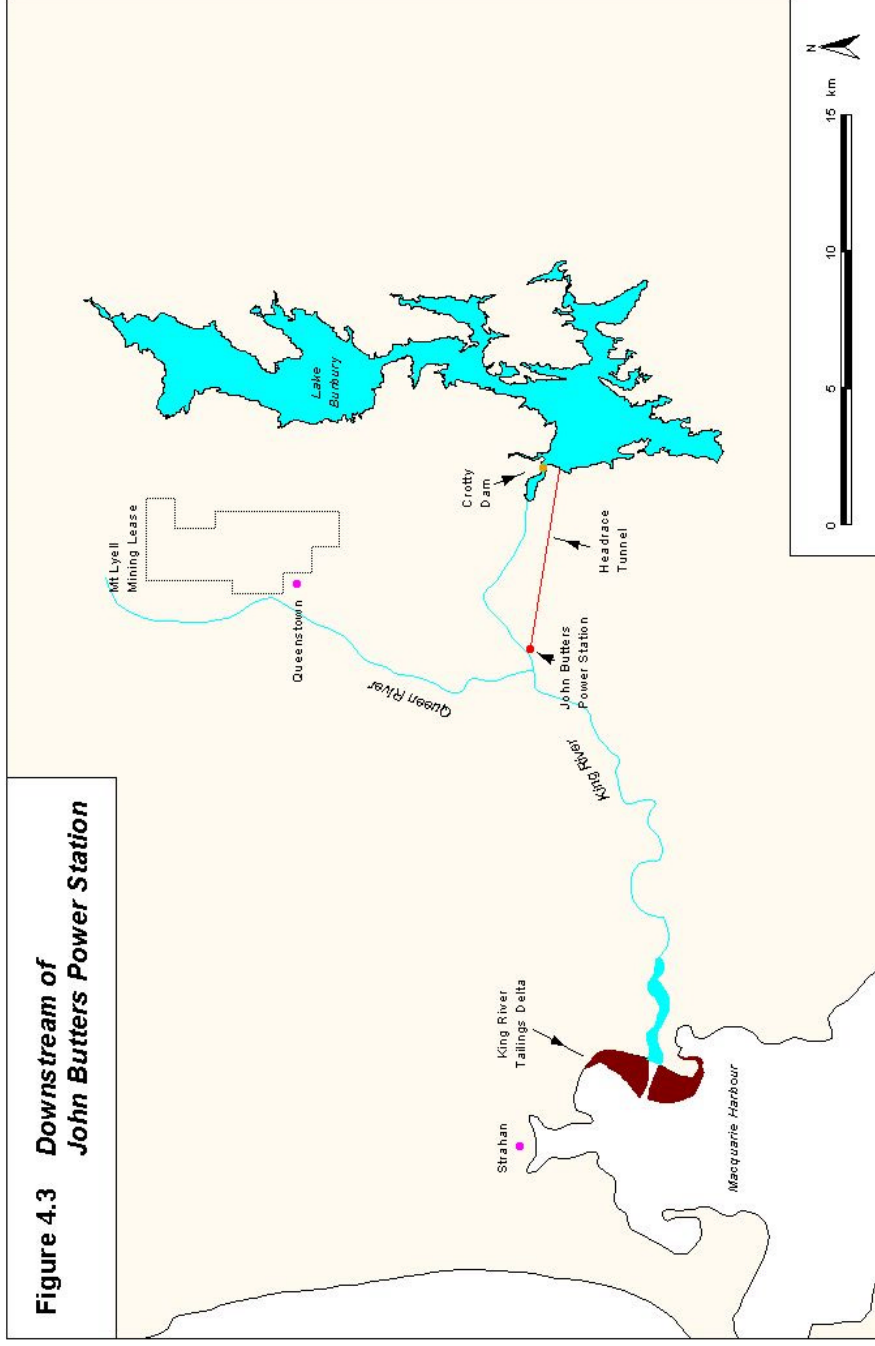 Figure 4.3 Downstream of
John Butters Power Station
Mt Lyell
Mining Lease
Queenstown
Queen River
Lake
Burbury
Crotty
Dam
Headrace
Tunnel
John Butters
Power Station
King River
King River
Tailings Delta
Strahan
Macquarie Harbour
N
0 5 10 15 km